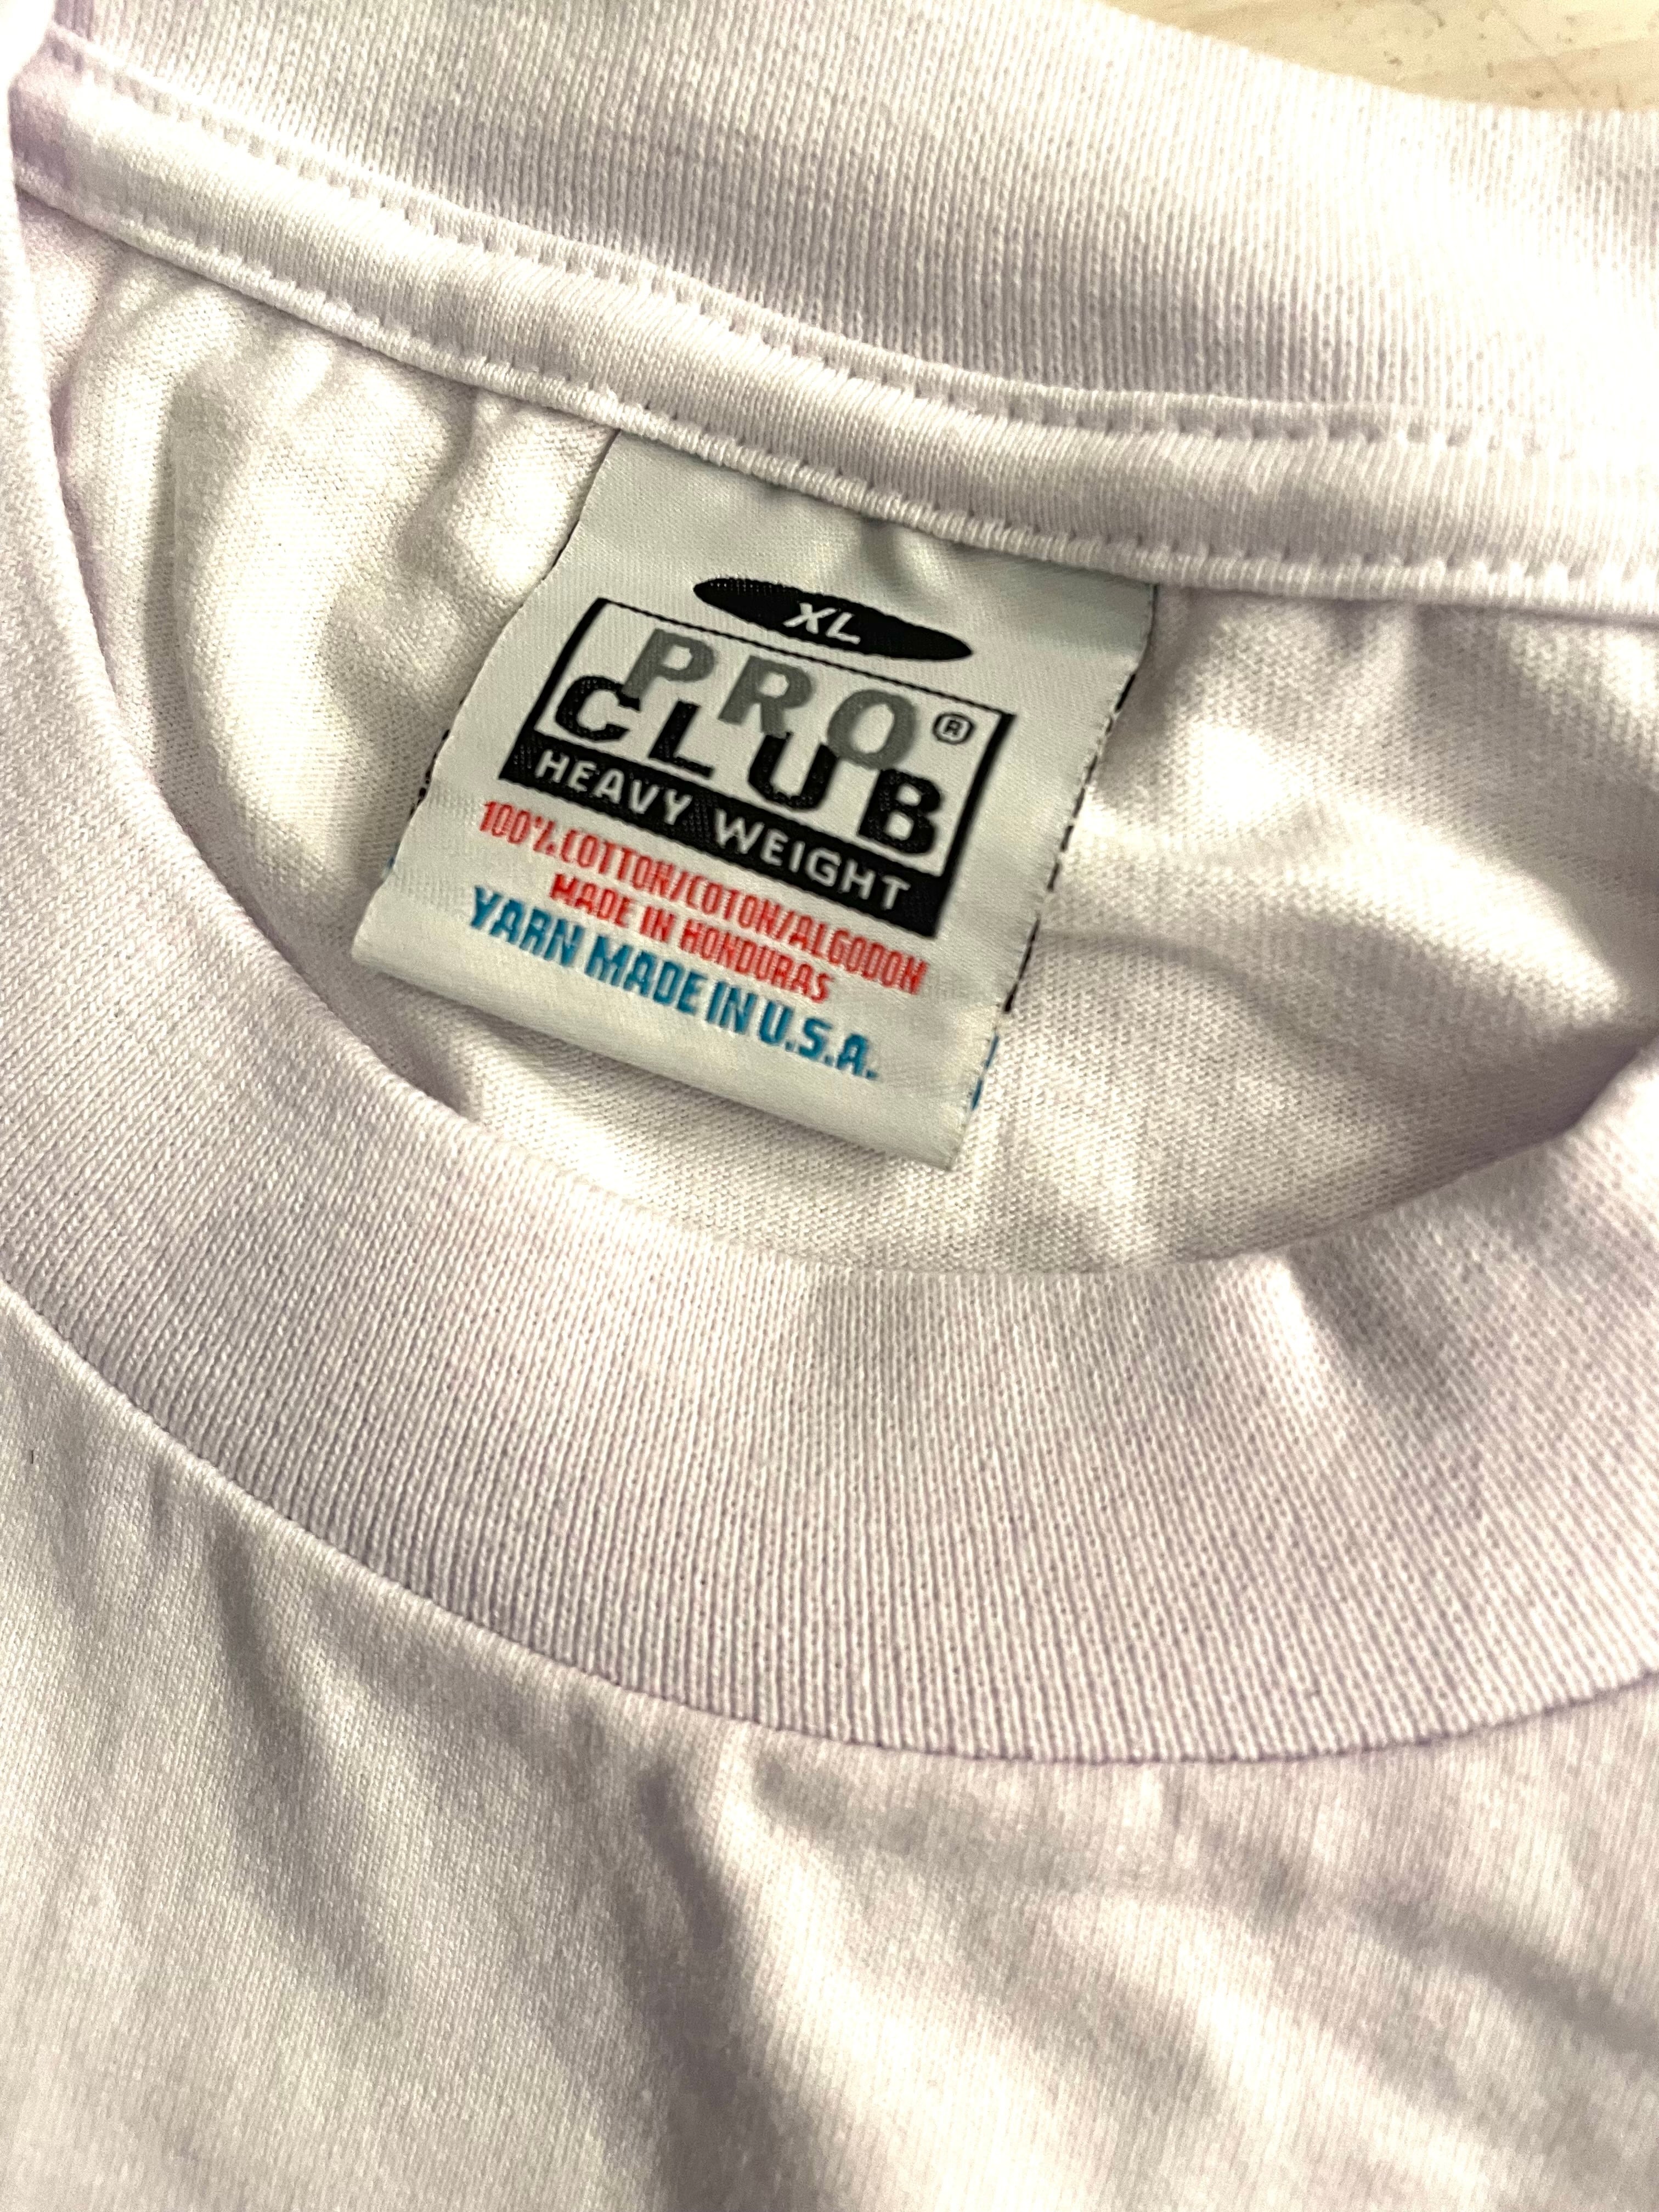 XL
PRO®
CLUB
HEAVY WEIGHT
100% COTTON/COTON/ALGODON
MADE IN HONDURAS
YARN MADE IN U.S.A.